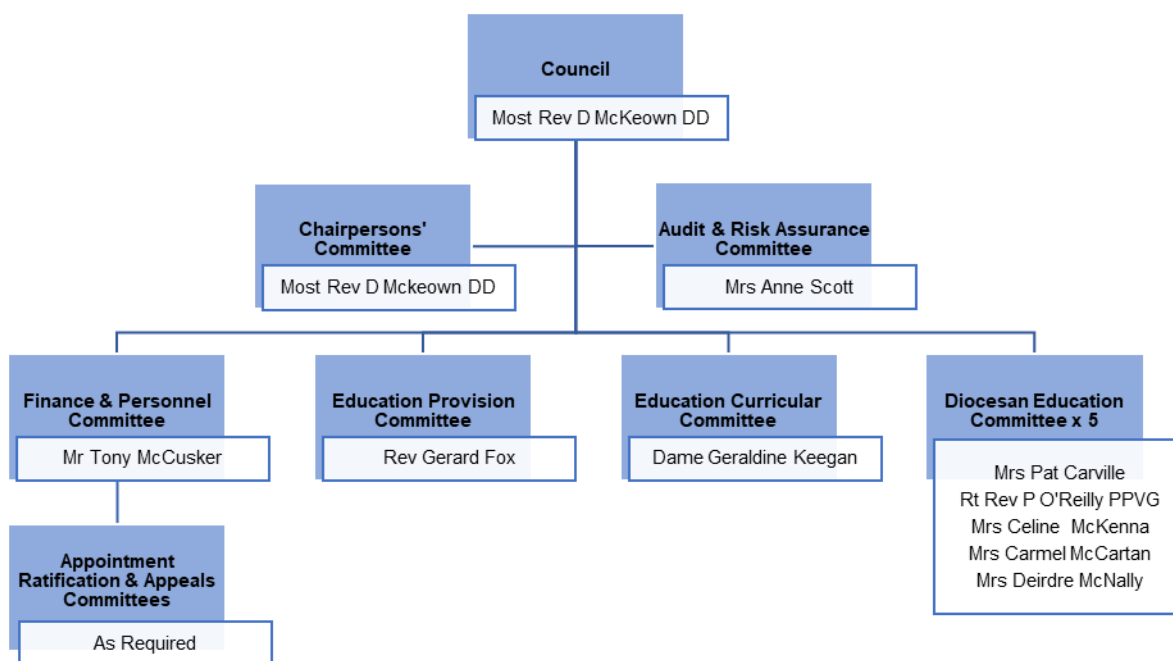 Council
Most Rev D McKeown DD
Chairpersons'
Committee
Most Rev D Mckeown DD
Audit & Risk Assurance
Committee
Mrs Anne Scott
Finance & Personnel
Committee
Mr Tony McCusker
Education Provision
Committee
Rev Gerard Fox
Education Curricular
Committee
Dame Geraldine Keegan
Diocesan Education
Committee x 5
Mrs Pat Carville
Rt Rev P O'Reilly PPVG
Mrs Celine McKenna
Mrs Carmel McCartan
Mrs Deirdre McNally
Appointment
Ratification & Appeals
Committees
As Required